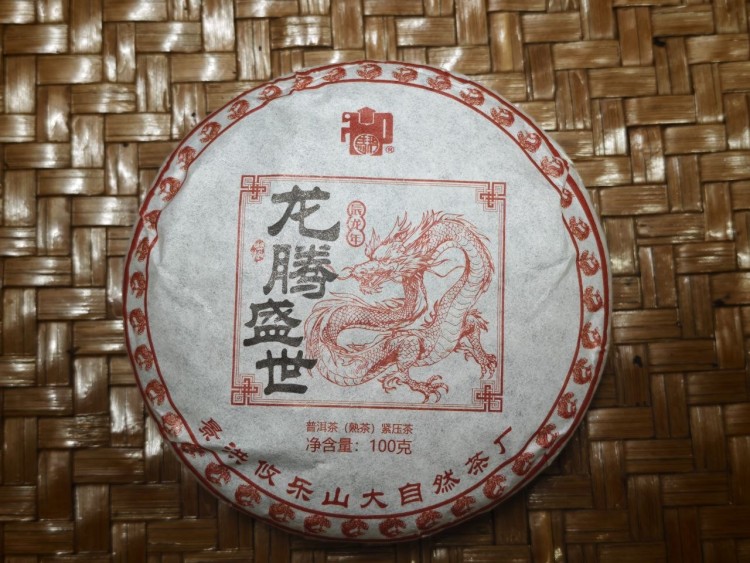 龙腾盛世
辰龙年
普洱茶（熟茶）紧压茶
净含量：100克
景洪攸乐山大自然茶厂